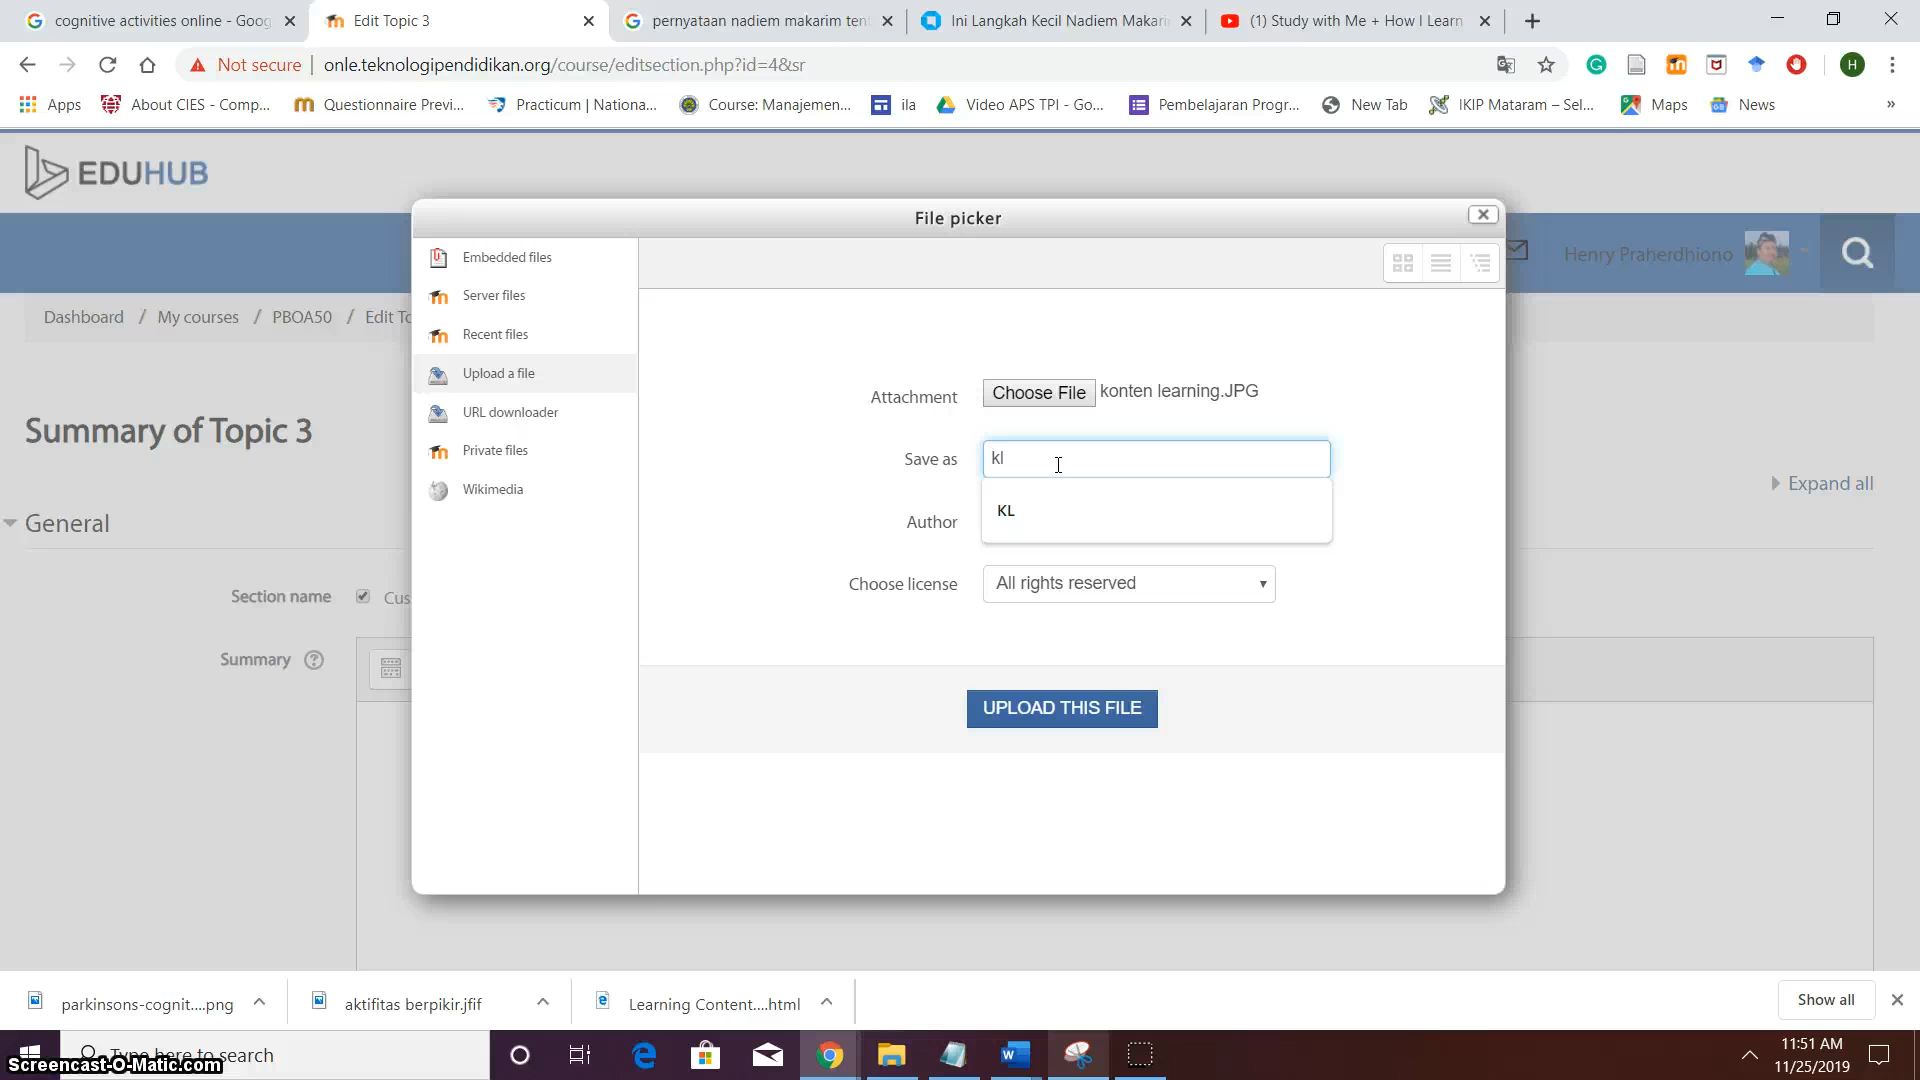 cognitive activities online - Goog
Edit Topic 3
pernyataan nadiem makarim tent
Ini Langkah Kecil Nadiem Makari
(1) Study with Me + How I Learn
Not secure | onle.teknologipendidikan.org/course/editsection.php?id=4&sr
Apps
About CIES - Comp...
Questionnaire Previ...
Practicum | Nationa...
Course: Manajemen...
ila
Video APS TPI - Go...
Pembelajaran Progr...
New Tab
IKIP Mataram – Sel...
Maps
News
»
EDUHUB
File picker
Henry Praherdhiono
Embedded files
Server files
Recent files
Upload a file
URL downloader
Private files
Wikimedia
Dashboard / My courses / PBOA50 / Edit To
Attachment Choose File konten learning.JPG
Summary of Topic 3
Save as kl
KL
Expand all
Author
General
Choose license All rights reserved
Section name Cus
Summary
UPLOAD THIS FILE
parkinsons-cognit....png
aktifitas berpikir.jfif
Learning Content....html
Show all
Type here to search
Screencast-O-Matic.com
11:51 AM
11/25/2019